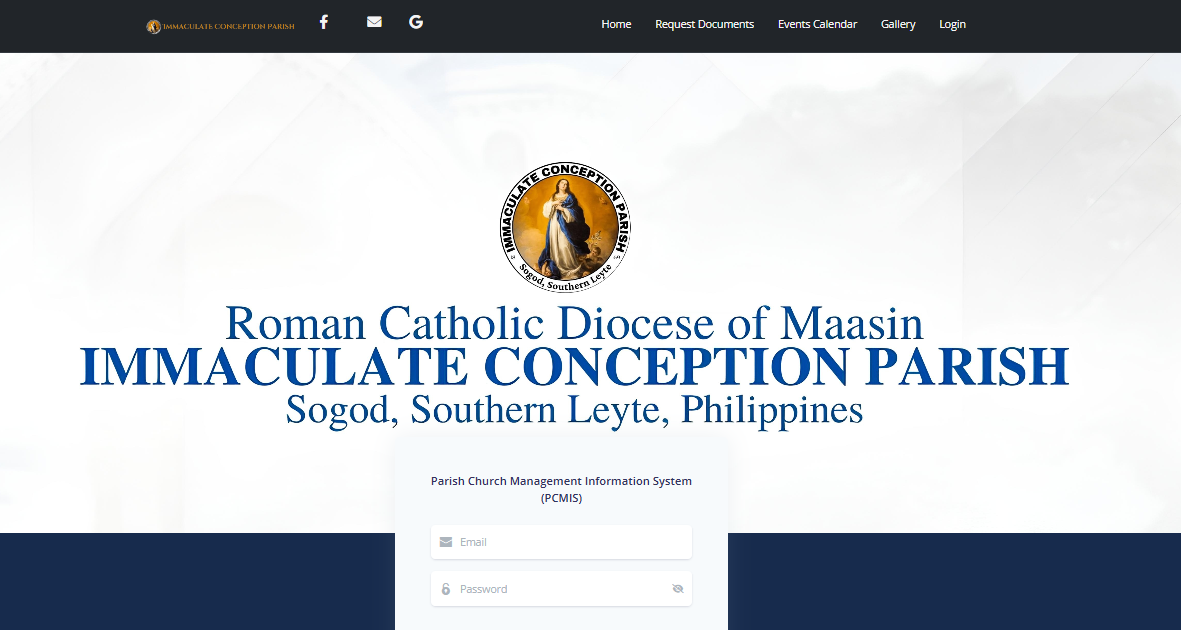 IMMACULATE CONCEPTION PARISH
Home
Request Documents
Events Calendar
Gallery
Login
IMMACULATE CONCEPTION PARISH
Sogod, Southern Leyte
Roman Catholic Diocese of Maasin
IMMACULATE CONCEPTION PARISH
Sogod, Southern Leyte, Philippines
Parish Church Management Information System
(PCMIS)
Email
Password